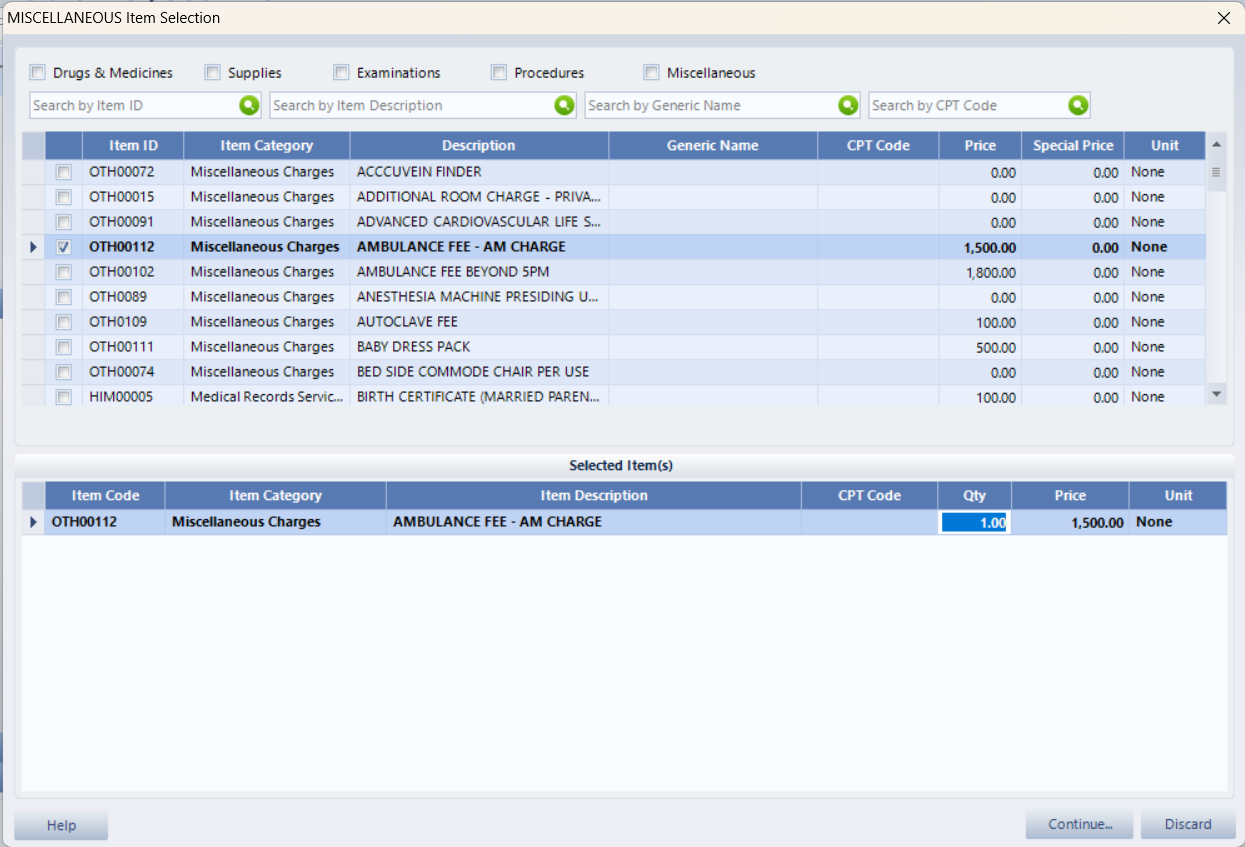 MISCELLANEOUS Item Selection
Drugs & Medicines Supplies Examinations Procedures Miscellaneous
Search by Item ID Search by Item Description Search by Generic Name Search by CPT Code
Item ID Item Category Description Generic Name CPT Code Price Special Price Unit
OTH00072 Miscellaneous Charges ACCCUVEIN FINDER 0.00 0.00 None
OTH00015 Miscellaneous Charges ADDITIONAL ROOM CHARGE - PRIVA... 0.00 0.00 None
OTH00091 Miscellaneous Charges ADVANCED CARDIOVASCULAR LIFE S... 0.00 0.00 None
OTH00112 Miscellaneous Charges AMBULANCE FEE - AM CHARGE 1,500.00 0.00 None
OTH00102 Miscellaneous Charges AMBULANCE FEE BEYOND 5PM 1,800.00 0.00 None
OTH0089 Miscellaneous Charges ANESTHESIA MACHINE PRESIDING U... 0.00 0.00 None
OTH0109 Miscellaneous Charges AUTOCLAVE FEE 100.00 0.00 None
OTH00111 Miscellaneous Charges BABY DRESS PACK 500.00 0.00 None
OTH00074 Miscellaneous Charges BED SIDE COMMODE CHAIR PER USE 0.00 0.00 None
HIM00005 Medical Records Servic... BIRTH CERTIFICATE (MARRIED PAREN... 100.00 0.00 None
Selected Item(s)
Item Code Item Category Item Description CPT Code Qty Price Unit
OTH00112 Miscellaneous Charges AMBULANCE FEE - AM CHARGE 1.00 1,500.00 None
Help Continue... Discard